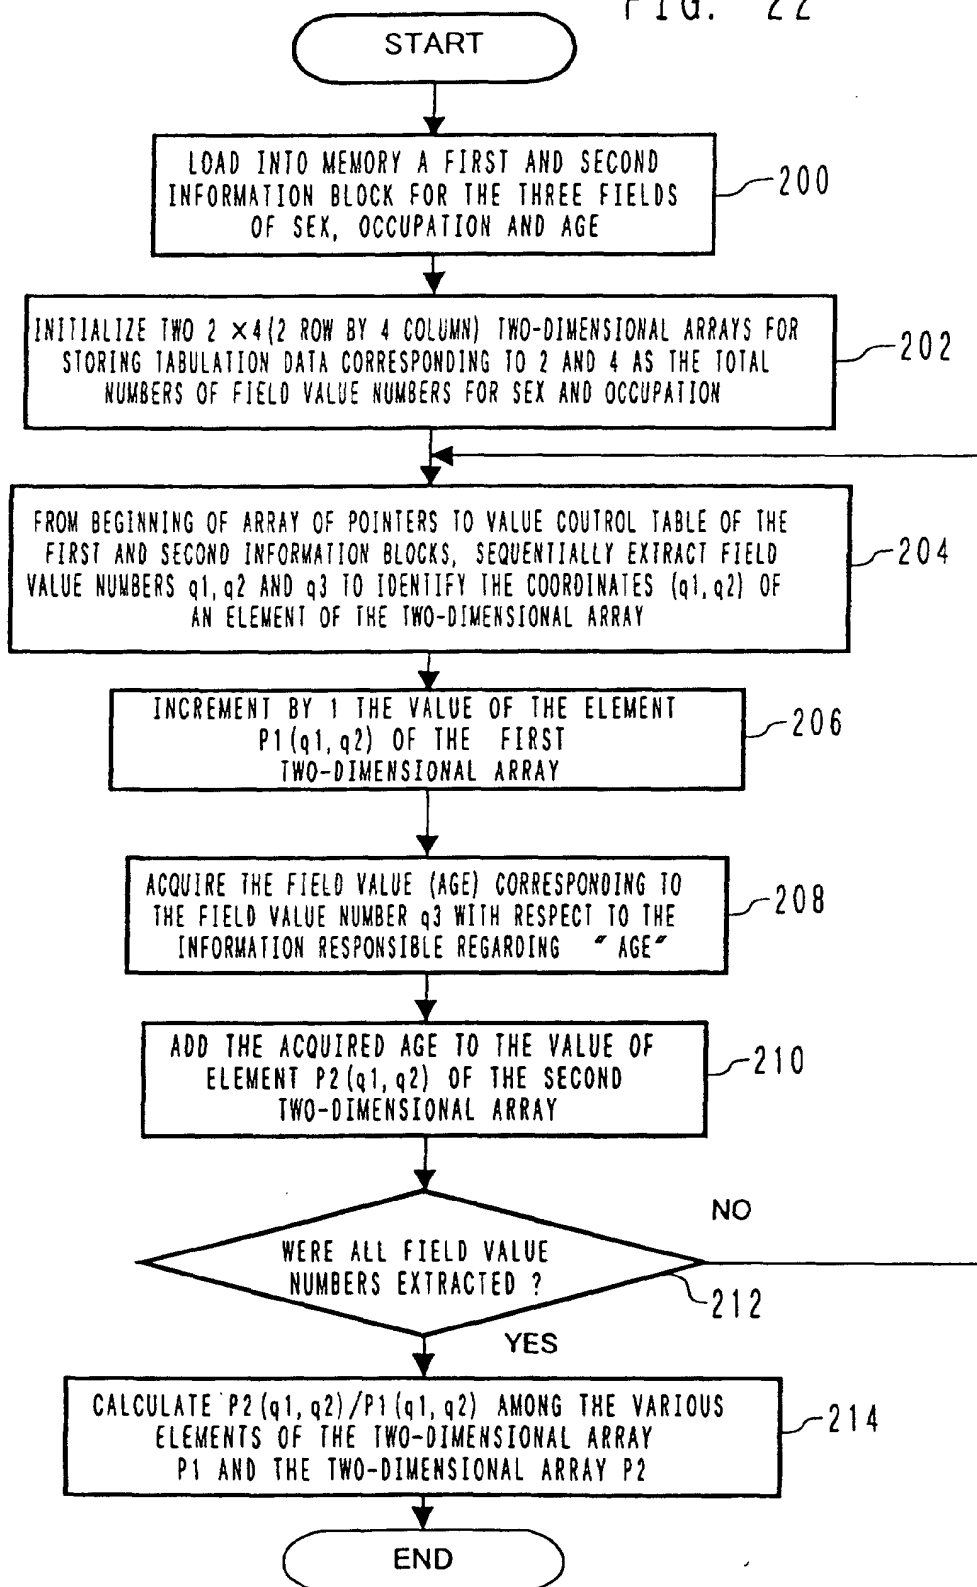 FIG. 22
START
LOAD INTO MEMORY A FIRST AND SECOND
INFORMATION BLOCK FOR THE THREE FIELDS
OF SEX, OCCUPATION AND AGE
200
INITIALIZE TWO 2 ×4(2 ROW BY 4 COLUMN) TWO-DIMENSIONAL ARRAYS FOR
STORING TABULATION DATA CORRESPONDING TO 2 AND 4 AS THE TOTAL
NUMBERS OF FIELD VALUE NUMBERS FOR SEX AND OCCUPATION
202
FROM BEGINNING OF ARRAY OF POINTERS TO VALUE COUTROL TABLE OF THE
FIRST AND SECOND INFORMATION BLOCKS, SEQUENTIALLY EXTRACT FIELD
VALUE NUMBERS q1,q2 AND q3 TO IDENTIFY THE COORDINATES (q1,q2) OF
AN ELEMENT OF THE TWO-DIMENSIONAL ARRAY
204
INCREMENT BY 1 THE VALUE OF THE ELEMENT
P1(q1,q2) OF THE FIRST
TWO-DIMENSIONAL ARRAY
206
ACQUIRE THE FIELD VALUE (AGE) CORRESPONDING TO
THE FIELD VALUE NUMBER q3 WITH RESPECT TO THE
INFORMATION RESPONSIBLE REGARDING "AGE"
208
ADD THE ACQUIRED AGE TO THE VALUE OF
ELEMENT P2(q1,q2) OF THE SECOND
TWO-DIMENSIONAL ARRAY
210
NO
WERE ALL FIELD VALUE
NUMBERS EXTRACTED ?
212
YES
CALCULATE P2(q1,q2)/P1(q1,q2) AMONG THE VARIOUS
ELEMENTS OF THE TWO-DIMENSIONAL ARRAY
P1 AND THE TWO-DIMENSIONAL ARRAY P2
214
END